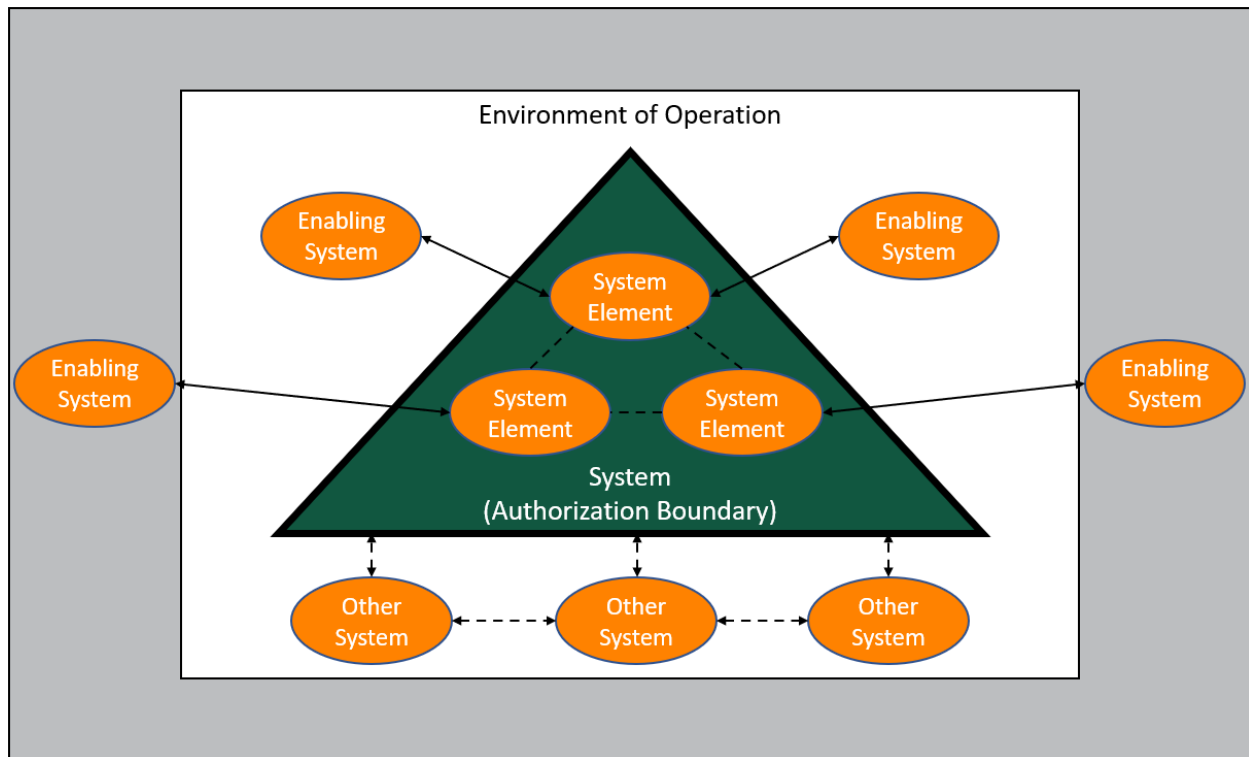 Environment of Operation
Enabling
System
Enabling
System
System
Element
Enabling
System
Enabling
System
System
Element
System
Element
System
(Authorization Boundary)
Other
System
Other
System
Other
System